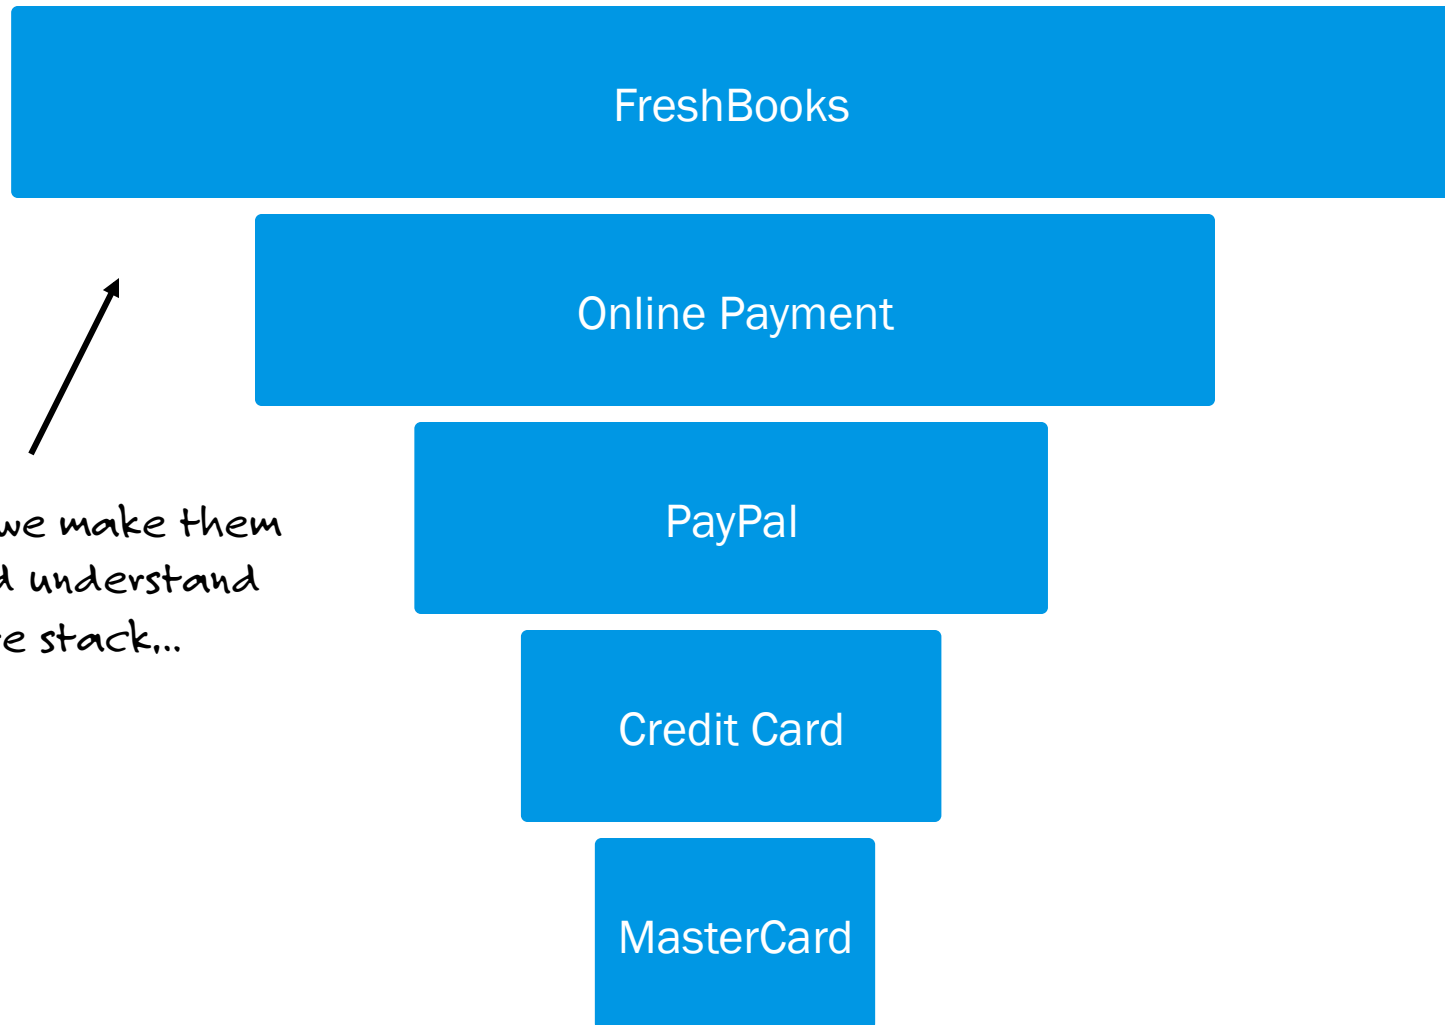 FreshBooks
Online Payment
PayPal
we make them
understand
stack...
Credit Card
MasterCard